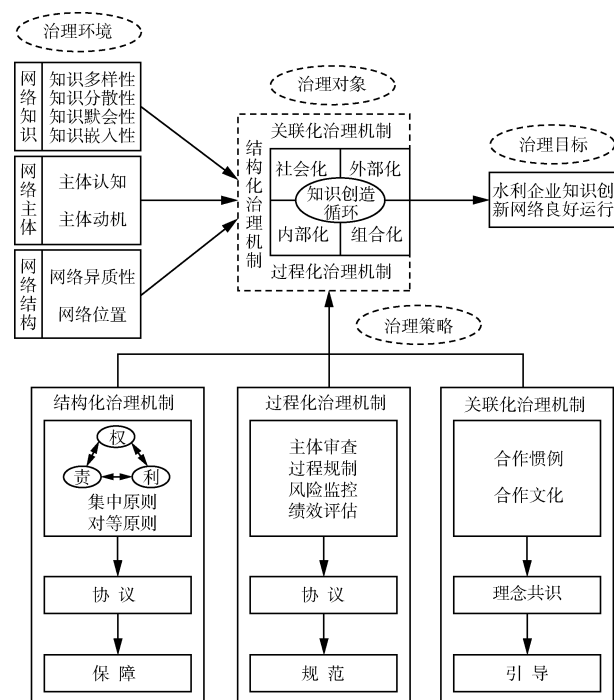 治理环境
网络知识
知识多样性
知识分散性
知识默会性
知识嵌入性
网络主体
主体认知
主体动机
网络结构
网络异质性
网络位置
治理对象
关联化治理机制
结构化治理机制
社会化
外部化
知识创造
循环
内部化
组合化
过程化治理机制
治理目标
水利企业知识创
新网络良好运行
治理策略
结构化治理机制
权
责
利
集中原则
对等原则
协 议
保 障
过程化治理机制
主体审查
过程规制
风险监控
绩效评估
协 议
规 范
关联化治理机制
合作惯例
合作文化
理念共识
引 导